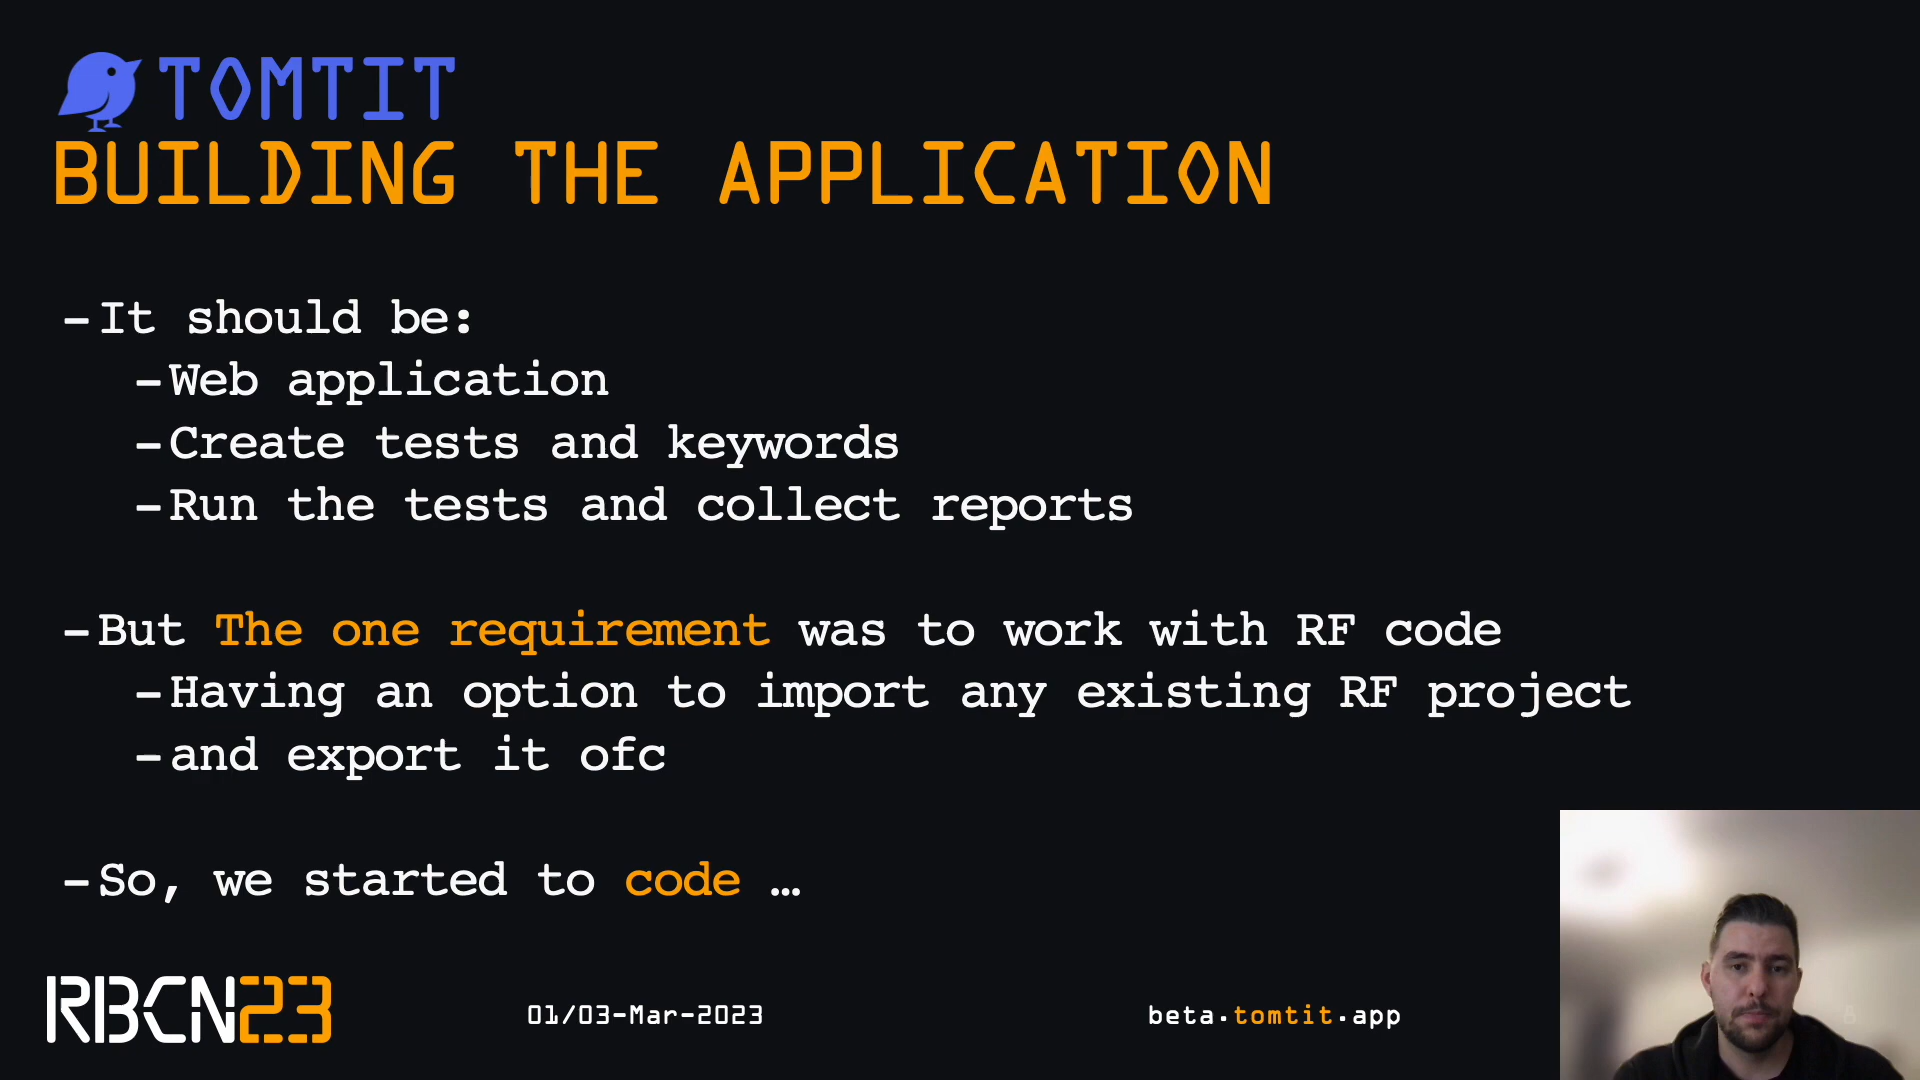 TOMTIT
BUILDING THE APPLICATION
-It should be:
-Web application
-Create tests and keywords
-Run the tests and collect reports
-But The one requirement was to work with RF code
-Having an option to import any existing RF project
-and export it ofc
-So, we started to code …
RBCN23
01/03-Mar-2023
beta.tomtit.app